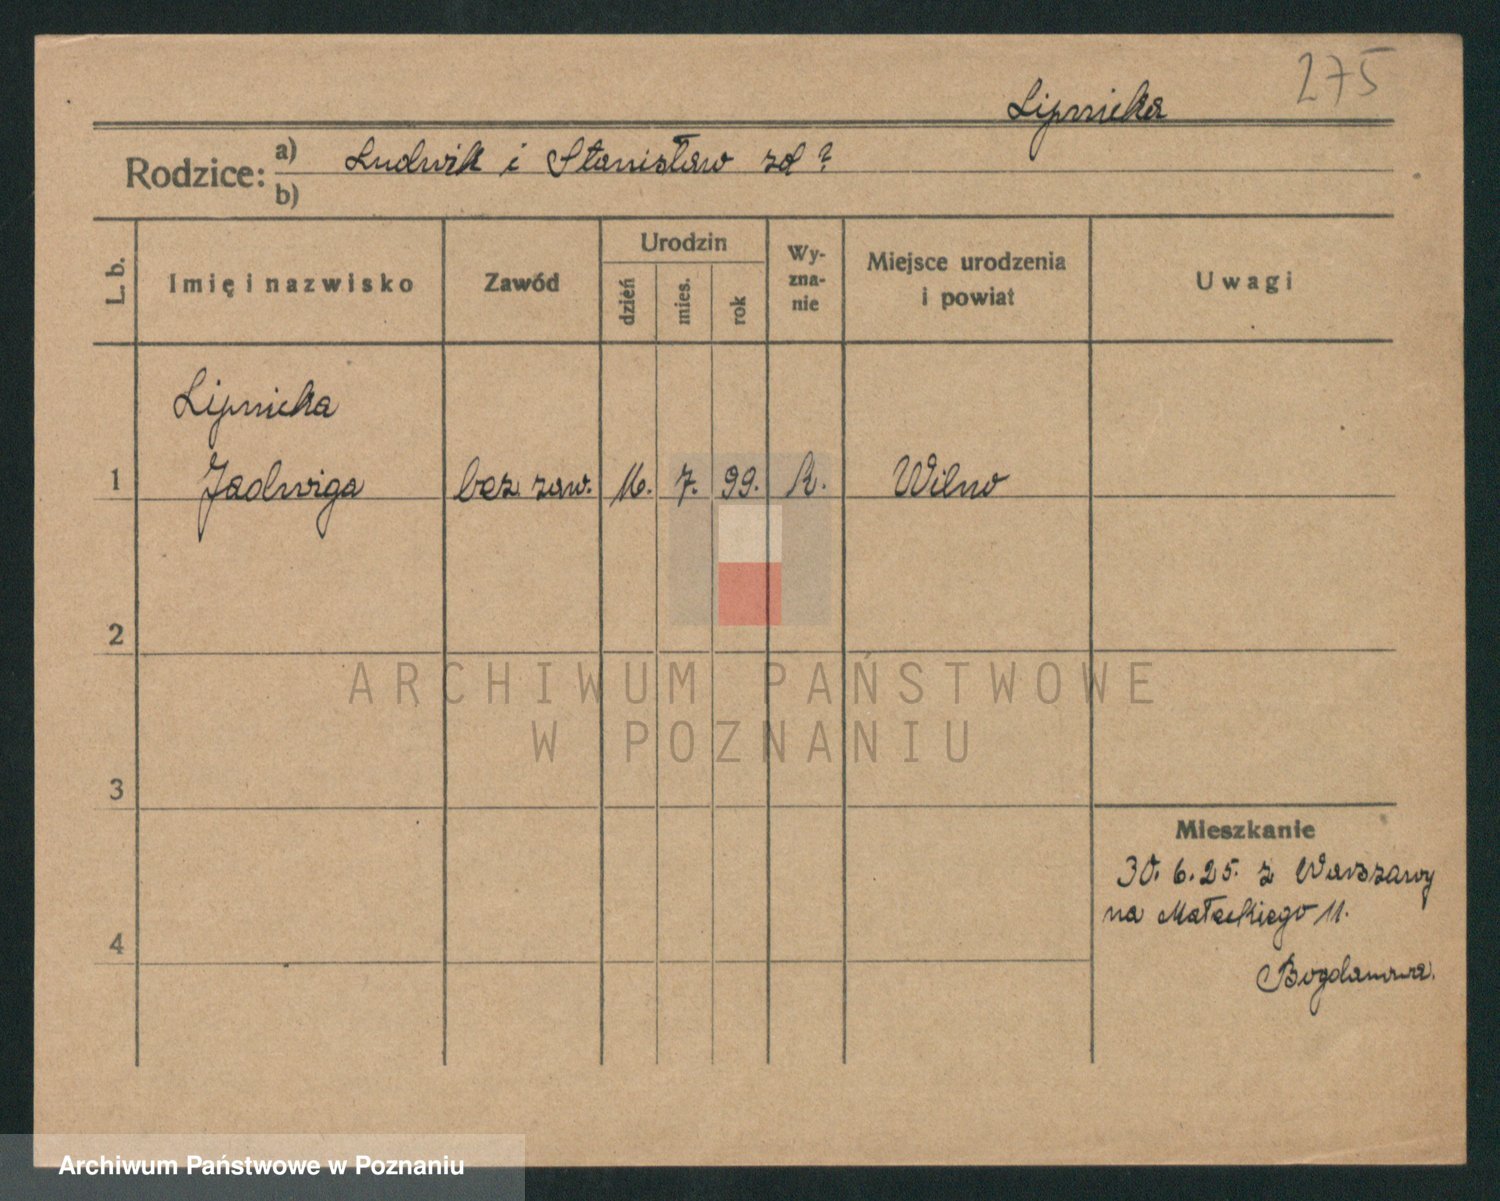 275
Lipnicka
Rodzice: a) Ludwik i Stanisław zd ?
b)
L. b.
Imię i nazwisko
Zawód
Urodzin
dzień
mies.
rok
Wy-
zna-
nie
Miejsce urodzenia
i powiat
Uwagi
Lipnicka
1 Jadwiga bez zaw. 16. 7. 99. k. Wilno
2
ARCHIWUM PAŃSTWOWE
W POZNANIU
3
Mieszkanie
30. 6. 25. z Warszawy
na Małeckiego 11.
4
Archiwum Państwowe w Poznaniu